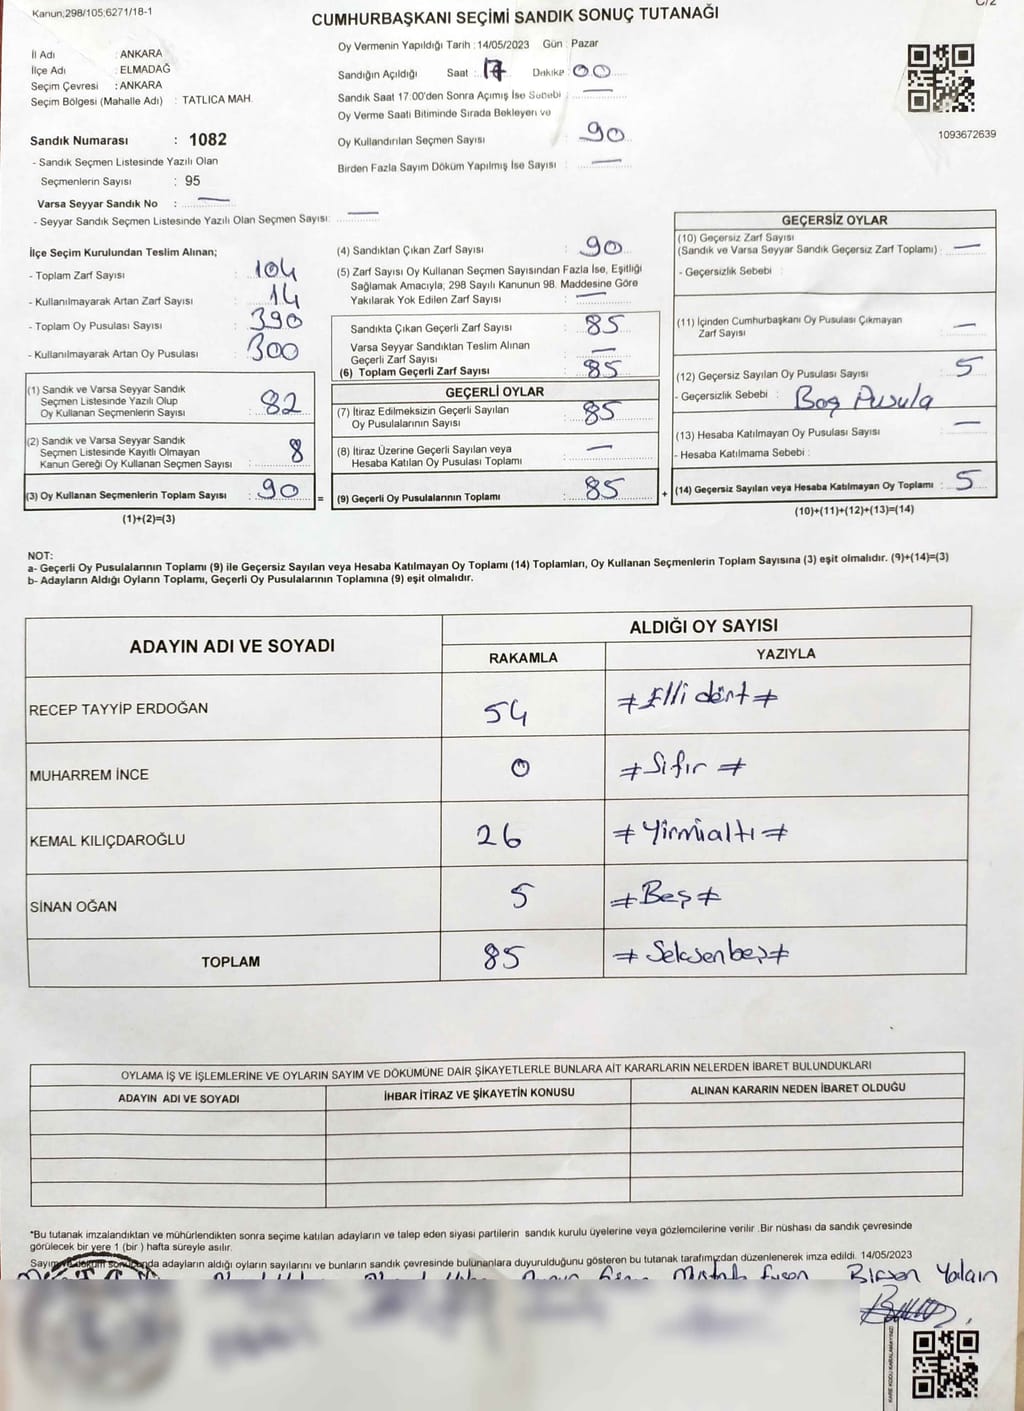 Kanun;298/105;6271/18-1
C/2
CUMHURBAŞKANI SEÇİMİ SANDIK SONUÇ TUTANAĞI
İl Adı : ANKARA
İlçe Adı : ELMADAĞ
Seçim Çevresi : ANKARA
Seçim Bölgesi (Mahalle Adı) : TATLICA MAH.
Oy Vermenin Yapıldığı Tarih : 14/05/2023 Gün : Pazar
Sandığın Açıldığı Saat : 17 Dakika : 00
Sandık Saat 17:00'den Sonra Açımış İse Sebebi : —
Oy Verme Saati Bitiminde Sırada Bekleyen ve
Oy Kullandırılan Seçmen Sayısı : 90
Birden Fazla Sayım Döküm Yapılmış İse Sayısı : —
1093672639
Sandık Numarası : 1082
- Sandık Seçmen Listesinde Yazılı Olan
Seçmenlerin Sayısı : 95
Varsa Seyyar Sandık No : —
- Seyyar Sandık Seçmen Listesinde Yazılı Olan Seçmen Sayısı: —
İlçe Seçim Kurulundan Teslim Alınan;
- Toplam Zarf Sayısı : 104
- Kullanılmayarak Artan Zarf Sayısı : 14
- Toplam Oy Pusulası Sayısı : 390
- Kullanılmayarak Artan Oy Pusulası : 300
(1) Sandık ve Varsa Seyyar Sandık
Seçmen Listesinde Yazılı Olup
Oy Kullanan Seçmenlerin Sayısı : 82
(2) Sandık ve Varsa Seyyar Sandık
Seçmen Listesinde Kayıtlı Olmayan
Kanun Gereği Oy Kullanan Seçmen Sayısı : 8
(3) Oy Kullanan Seçmenlerin Toplam Sayısı : 90 =
(1)+(2)=(3)
(4) Sandıktan Çıkan Zarf Sayısı : 90
(5) Zarf Sayısı Oy Kullanan Seçmen Sayısından Fazla İse, Eşitliği
Sağlamak Amacıyla; 298 Sayılı Kanunun 98. Maddesine Göre
Yakılarak Yok Edilen Zarf Sayısı : —
Sandıkta Çıkan Geçerli Zarf Sayısı : 85
Varsa Seyyar Sandıktan Teslim Alınan
Geçerli Zarf Sayısı : —
(6) Toplam Geçerli Zarf Sayısı : 85
GEÇERLİ OYLAR
(7) İtiraz Edilmeksizin Geçerli Sayılan
Oy Pusulalarının Sayısı : 85
(8) İtiraz Üzerine Geçerli Sayılan veya
Hesaba Katılan Oy Pusulası Toplamı : —
(9) Geçerli Oy Pusulalarının Toplamı : 85 +
GEÇERSİZ OYLAR
(10) Geçersiz Zarf Sayısı
(Sandık ve Varsa Seyyar Sandık Geçersiz Zarf Toplamı) : —
- Geçersizlik Sebebi :
(11) İçinden Cumhurbaşkanı Oy Pusulası Çıkmayan
Zarf Sayısı : —
(12) Geçersiz Sayılan Oy Pusulası Sayısı : 5
- Geçersizlik Sebebi : Boş Pusula
(13) Hesaba Katılmayan Oy Pusulası Sayısı : —
- Hesaba Katılmama Sebebi :
(14) Geçersiz Sayılan veya Hesaba Katılmayan Oy Toplamı : 5
(10)+(11)+(12)+(13)=(14)
NOT:
a- Geçerli Oy Pusulalarının Toplamı (9) ile Geçersiz Sayılan veya Hesaba Katılmayan Oy Toplamı (14) Toplamları, Oy Kullanan Seçmenlerin Toplam Sayısına (3) eşit olmalıdır. (9)+(14)=(3)
b- Adayların Aldığı Oyların Toplamı, Geçerli Oy Pusulalarının Toplamına (9) eşit olmalıdır.
ADAYIN ADI VE SOYADI ALDIĞI OY SAYISI
RAKAMLA YAZIYLA
RECEP TAYYİP ERDOĞAN 54 ≠ Elli dört ≠
MUHARREM İNCE 0 ≠ Sıfır ≠
KEMAL KILIÇDAROĞLU 26 ≠ Yirmialtı ≠
SİNAN OĞAN 5 ≠ Beş ≠
TOPLAM 85 ≠ Seksenbeş ≠
OYLAMA İŞ VE İŞLEMLERİNE VE OYLARIN SAYIM VE DÖKÜMÜNE DAİR ŞİKAYETLERLE BUNLARA AİT KARARLARIN NELERDEN İBARET BULUNDUKLARI
ADAYIN ADI VE SOYADI İHBAR İTİRAZ VE ŞİKAYETİN KONUSU ALINAN KARARIN NEDEN İBARET OLDUĞU
*Bu tutanak imzalandıktan ve mühürlendikten sonra seçime katılan adayların ve talep eden siyasi partilerin sandık kurulu üyelerine veya gözlemcilerine verilir .Bir nüshası da sandık çevresinde
görülecek bir yere 1 (bir ) hafta süreyle asılır.
Sayım ve döküm sonunda adayların aldığı oyların sayılarını ve bunların sandık çevresinde bulunanlara duyurulduğunu gösteren bu tutanak tarafımızdan düzenlenerek imza edildi. 14/05/2023
Birsen Yalçın
KARE KODU KARALAMAYINIZ